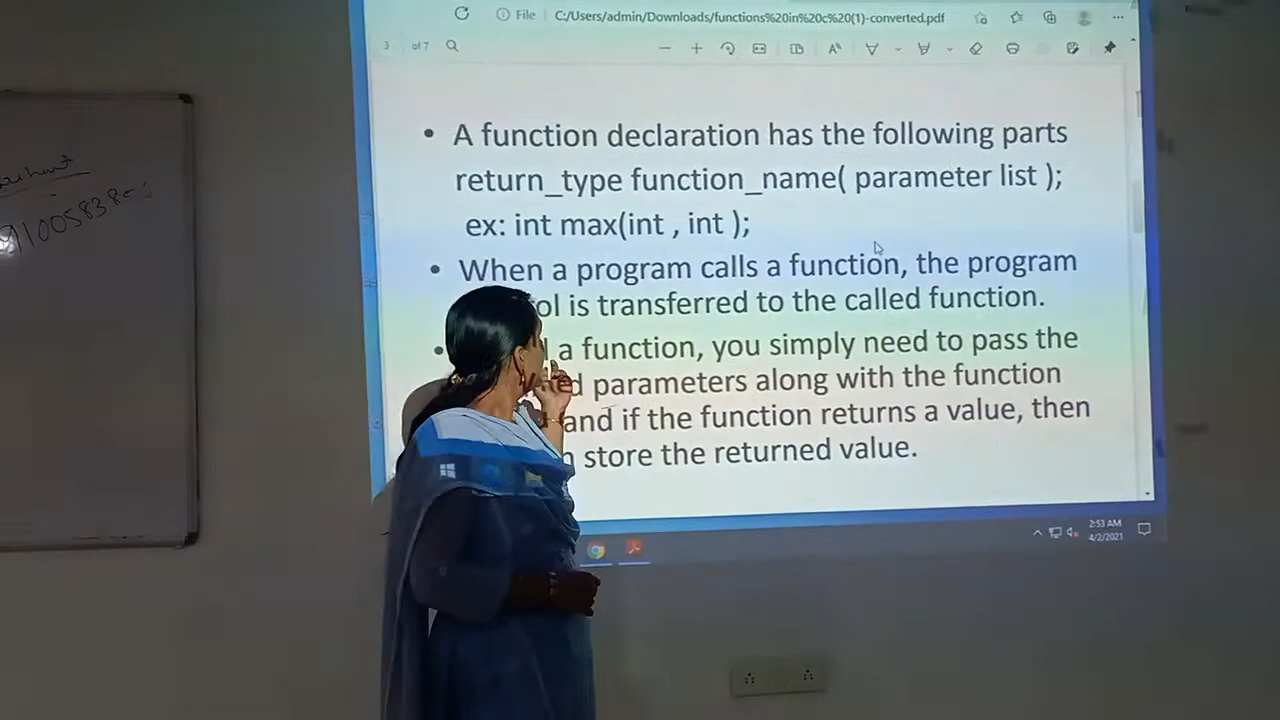 File C:/Users/admin/Downloads/functions%20in%20c%20(1)-converted.pdf
3 of 7
• A function declaration has the following parts
return_type function_name( parameter list );
ex: int max(int , int );
• When a program calls a function, the program
ol is transferred to the called function.
• a function, you simply need to pass the
ed parameters along with the function
and if the function returns a value, then
store the returned value.
2:53 AM
4/2/2021